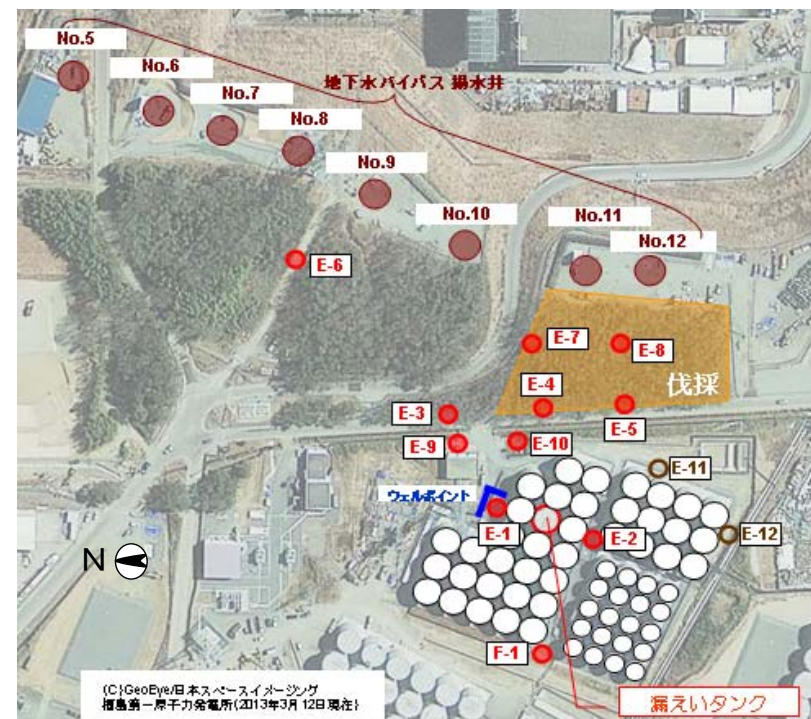 No.5
No.6
No.7
地下水バイパス 揚水井
No.8
No.9
No.10
No.11
No.12
E-6
E-7
E-8
伐採
E-4
E-5
E-3
E-9
E-10
E-11
ウェルポイント
E-1
E-2
E-12
N
F-1
(C)GeoEye/日本スペースイメージング
福島第一原子力発電所(2013年3月12日現在)
漏えいタンク